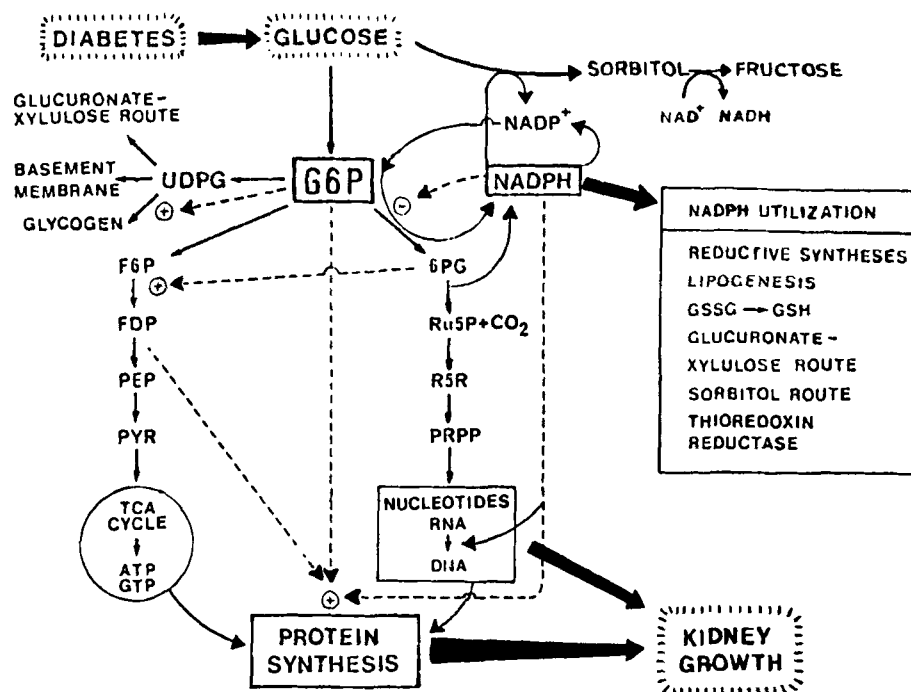 DIABETES
GLUCOSE
SORBITOL
FRUCTOSE
NAD+ NADH
GLUCURONATE-
XYLULOSE ROUTE
NADP+
BASEMENT
MEMBRANE
UDPG
G6P
NADPH
GLYCOGEN
+
-
NADPH UTILIZATION
REDUCTIVE SYNTHESES
LIPOGENESIS
GSSG → GSH
GLUCURONATE-
XYLULOSE ROUTE
SORBITOL ROUTE
THIOREDOXIN
REDUCTASE
F6P
+
6PG
FDP
Ru5P+CO2
PEP
R5R
PYR
PRPP
TCA
CYCLE
ATP
GTP
NUCLEOTIDES
RNA
DNA
+
PROTEIN
SYNTHESIS
KIDNEY
GROWTH